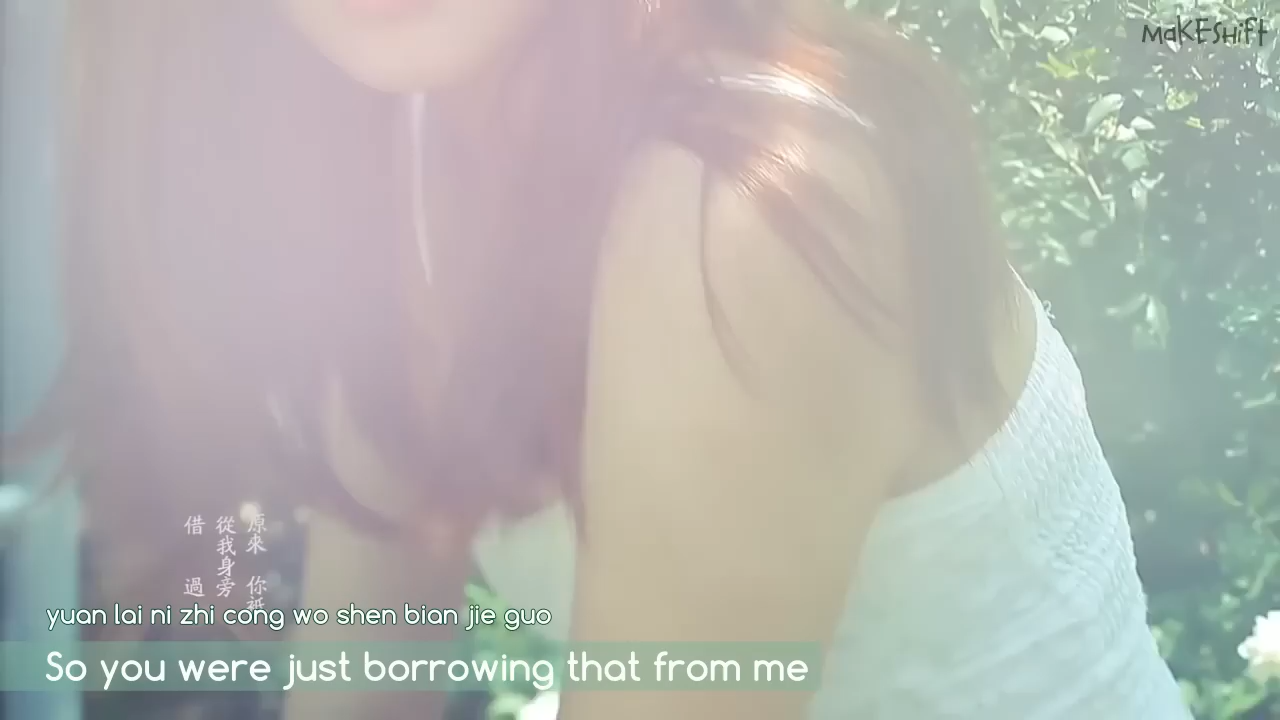 MaKESHiFT
原來 你祇
從我身旁
借 過
yuan lai ni zhi cong wo shen bian jie guo
So you were just borrowing that from me